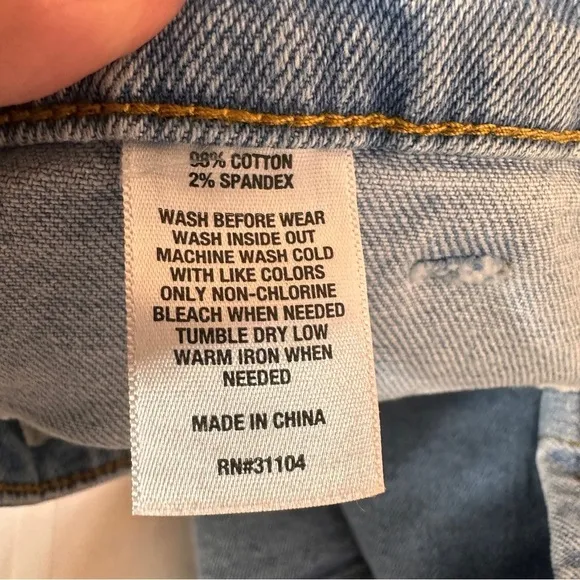 98% COTTON
2% SPANDEX
WASH BEFORE WEAR
WASH INSIDE OUT
MACHINE WASH COLD
WITH LIKE COLORS
ONLY NON-CHLORINE
BLEACH WHEN NEEDED
TUMBLE DRY LOW
WARM IRON WHEN
NEEDED
MADE IN CHINA
RN#31104